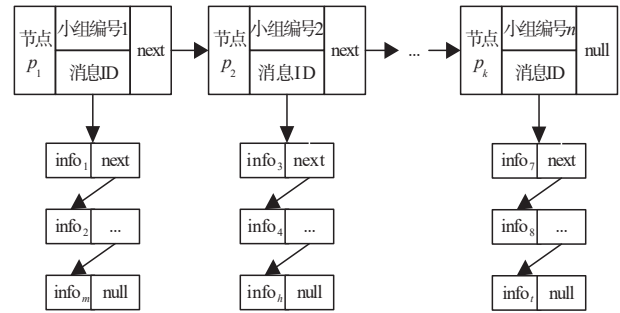 节点 p1 小组编号1 消息ID next
节点 p2 小组编号2 消息ID next
...
节点 pk 小组编号n 消息ID null
info1 next
info3 next
info7 next
info2 ...
info4 ...
info8 ...
infom null
infoh null
infot null